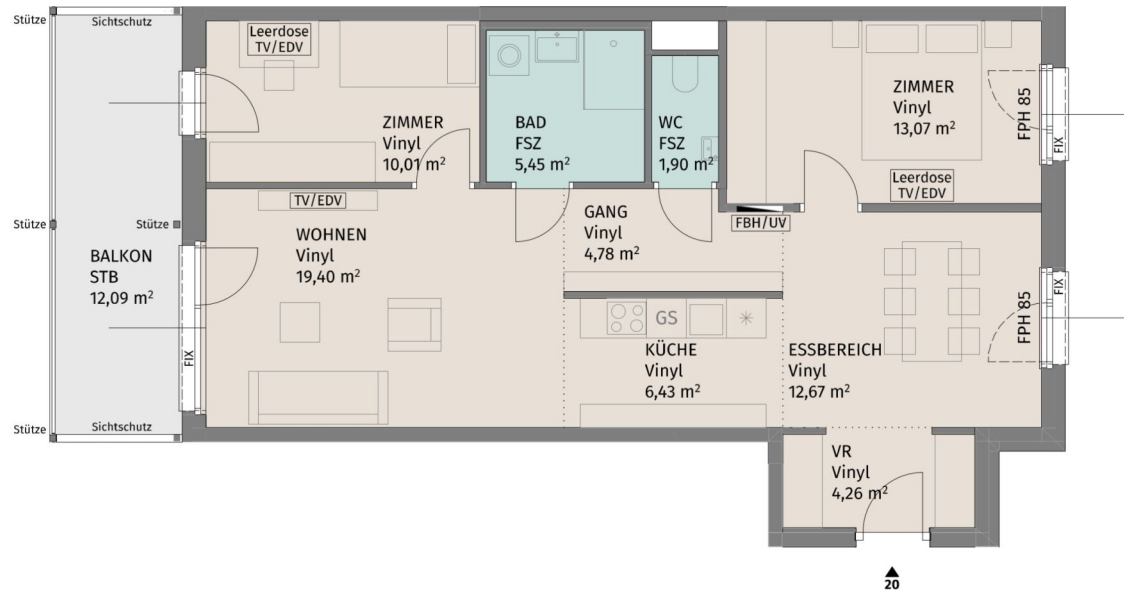 Stütze
Sichtschutz
Leerdose
TV/EDV
ZIMMER
Vinyl
10,01 m²
BAD
FSZ
5,45 m²
WC
FSZ
1,90 m²
ZIMMER
Vinyl
13,07 m²
FPH 85
FIX
Leerdose
TV/EDV
TV/EDV
Stütze
Stütze
BALKON
STB
12,09 m²
WOHNEN
Vinyl
19,40 m²
GANG
Vinyl
4,78 m²
FBH/UV
FIX
GS
KÜCHE
Vinyl
6,43 m²
ESSBEREICH
Vinyl
12,67 m²
FPH 85
FIX
Stütze
Sichtschutz
VR
Vinyl
4,26 m²
20